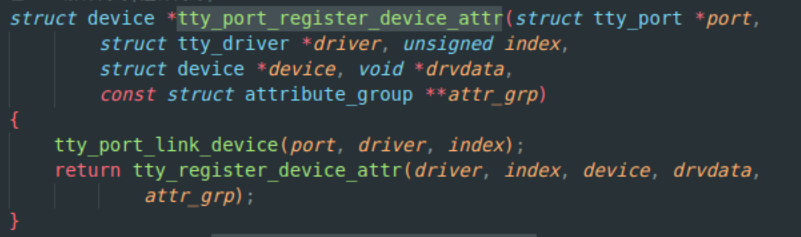 struct device *tty_port_register_device_attr(struct tty_port *port,
struct tty_driver *driver, unsigned index,
struct device *device, void *drvdata,
const struct attribute_group **attr_grp)
{
tty_port_link_device(port, driver, index);
return tty_register_device_attr(driver, index, device, drvdata,
attr_grp);
}